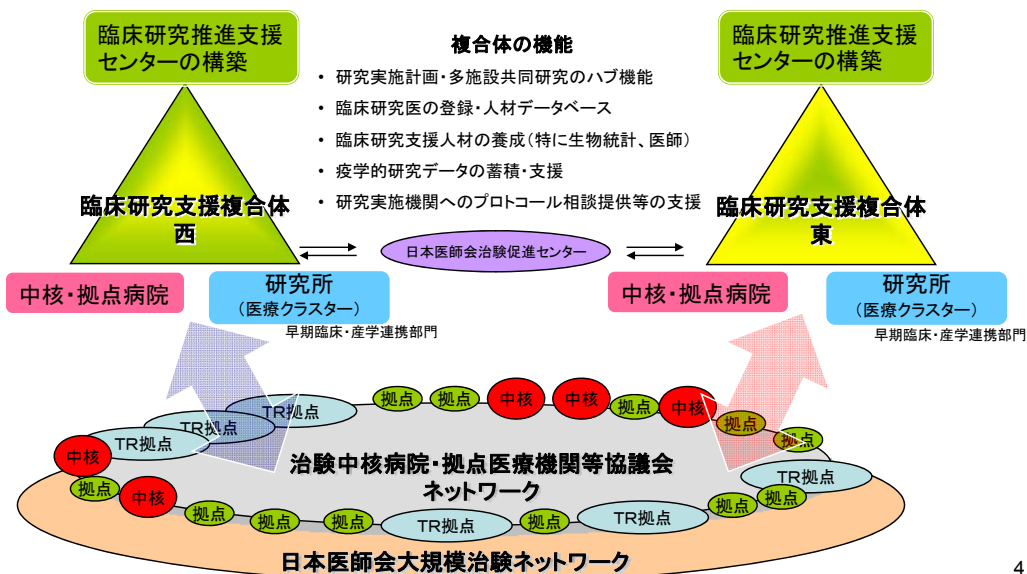 臨床研究推進支援
センターの構築
複合体の機能
• 研究実施計画・多施設共同研究のハブ機能
• 臨床研究医の登録・人材データベース
• 臨床研究支援人材の養成(特に生物統計、医師)
• 疫学的研究データの蓄積・支援
• 研究実施機関へのプロトコール相談提供等の支援
臨床研究推進支援
センターの構築
臨床研究支援複合体
西
日本医師会治験促進センター
臨床研究支援複合体
東
中核・拠点病院
研究所
(医療クラスター)
早期臨床・産学連携部門
中核・拠点病院
研究所
(医療クラスター)
早期臨床・産学連携部門
拠点
拠点
中核
中核
拠点
中核
拠点
拠点
TR拠点
TR拠点
TR拠点
中核
拠点
中核
拠点
拠点
拠点
TR拠点
拠点
TR拠点
拠点
拠点
TR拠点
治験中核病院・拠点医療機関等協議会
ネットワーク
日本医師会大規模治験ネットワーク
4